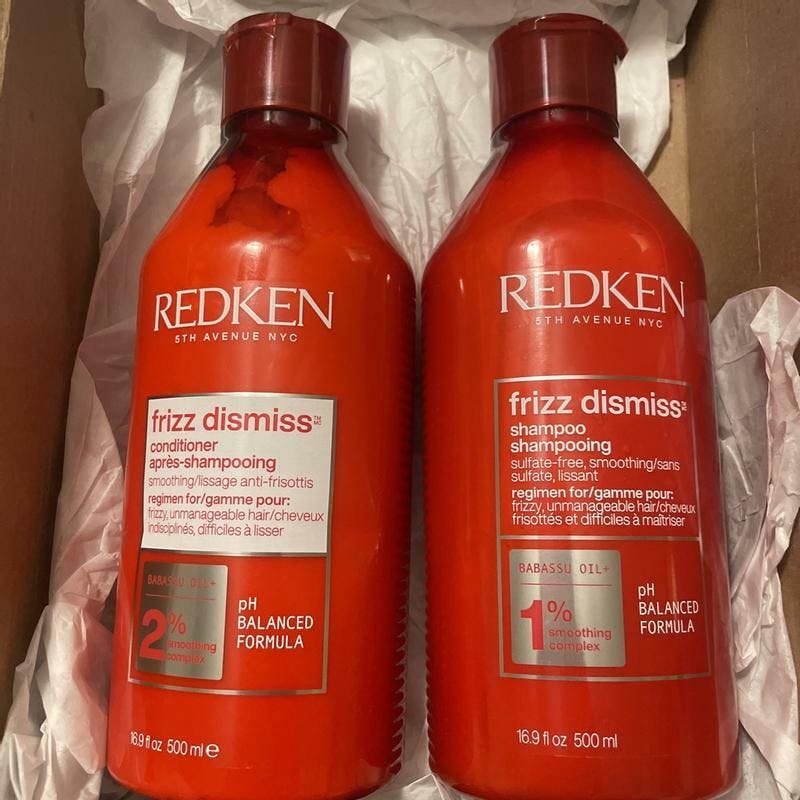 REDKEN
5TH AVENUE NYC
frizz dismiss™ MC
conditioner
après-shampooing
smoothing/lissage anti-frisottis
regimen for/gamme pour:
frizzy, unmanageable hair/cheveux
indisciplinés, difficiles à lisser
BABASSU OIL+
2%
smoothing
complex
pH
BALANCED
FORMULA
16.9 fl oz 500 ml e
REDKEN
5TH AVENUE NYC
frizz dismiss™ MC
shampoo
shampooing
sulfate-free, smoothing/sans
sulfate, lissant
regimen for/gamme pour:
frizzy, unmanageable hair/cheveux
frisottés et difficiles à maîtriser
BABASSU OIL+
1%
smoothing
complex
pH
BALANCED
FORMULA
16.9 fl oz 500 ml